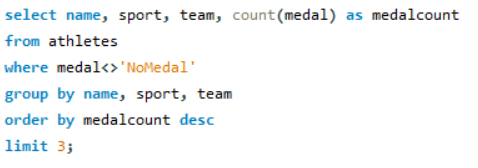 select name, sport, team, count(medal) as medalcount
from athletes
where medal<>'NoMedal'
group by name, sport, team
order by medalcount desc
limit 3;